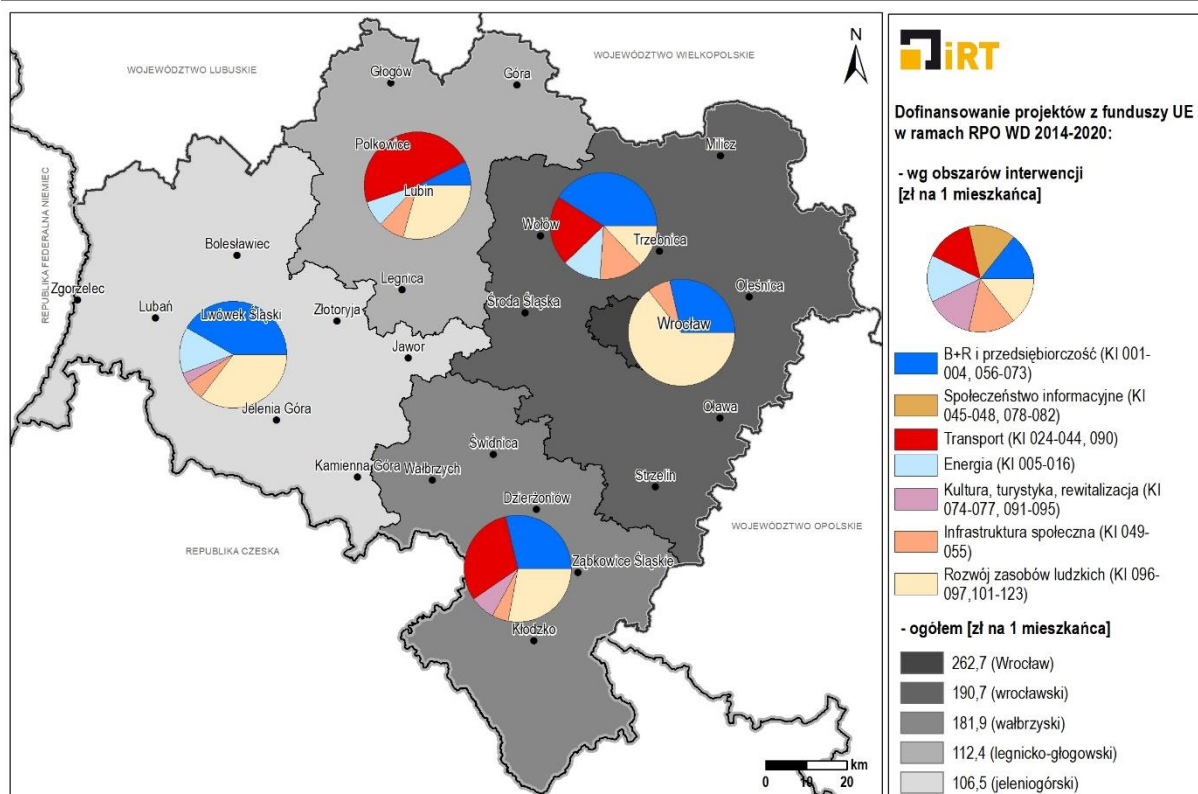 WOJEWÓDZTWO LUBUSKIE
WOJEWÓDZTWO WIELKOPOLSKIE
N
Głogów
Góra
Polkowice
Milicz
Lubin
REPUBLIKA FEDERALNA NIEMIEC
Wołów
Trzebnica
Bolesławiec
Legnica
Oleśnica
Zgorzelec
Lubań
Lwówek Śląski
Złotoryja
Środa Śląska
Wrocław
Jawor
Jelenia Góra
Oława
Świdnica
Kamienna Góra
Wałbrzych
Strzelin
Dzierżoniów
WOJEWÓDZTWO OPOLSKIE
REPUBLIKA CZESKA
Ząbkowice Śląskie
Kłodzko
km
0 10 20
iRT
Dofinansowanie projektów z funduszy UE
w ramach RPO WD 2014-2020:
- wg obszarów interwencji
[zł na 1 mieszkańca]
B+R i przedsiębiorczość (KI 001-
004, 056-073)
Społeczeństwo informacyjne (KI
045-048, 078-082)
Transport (KI 024-044, 090)
Energia (KI 005-016)
Kultura, turystyka, rewitalizacja (KI
074-077, 091-095)
Infrastruktura społeczna (KI 049-
055)
Rozwój zasobów ludzkich (KI 096-
097,101-123)
- ogółem [zł na 1 mieszkańca]
262,7 (Wrocław)
190,7 (wrocławski)
181,9 (wałbrzyski)
112,4 (legnicko-głogowski)
106,5 (jeleniogórski)